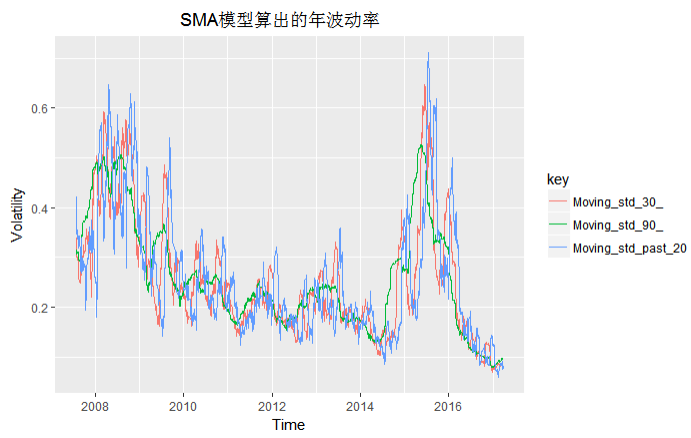 SMA模型算出的年波动率
Volatility
0.6
0.4
0.2
2008 2010 2012 2014 2016
Time
key
Moving_std_30_
Moving_std_90_
Moving_std_past_20